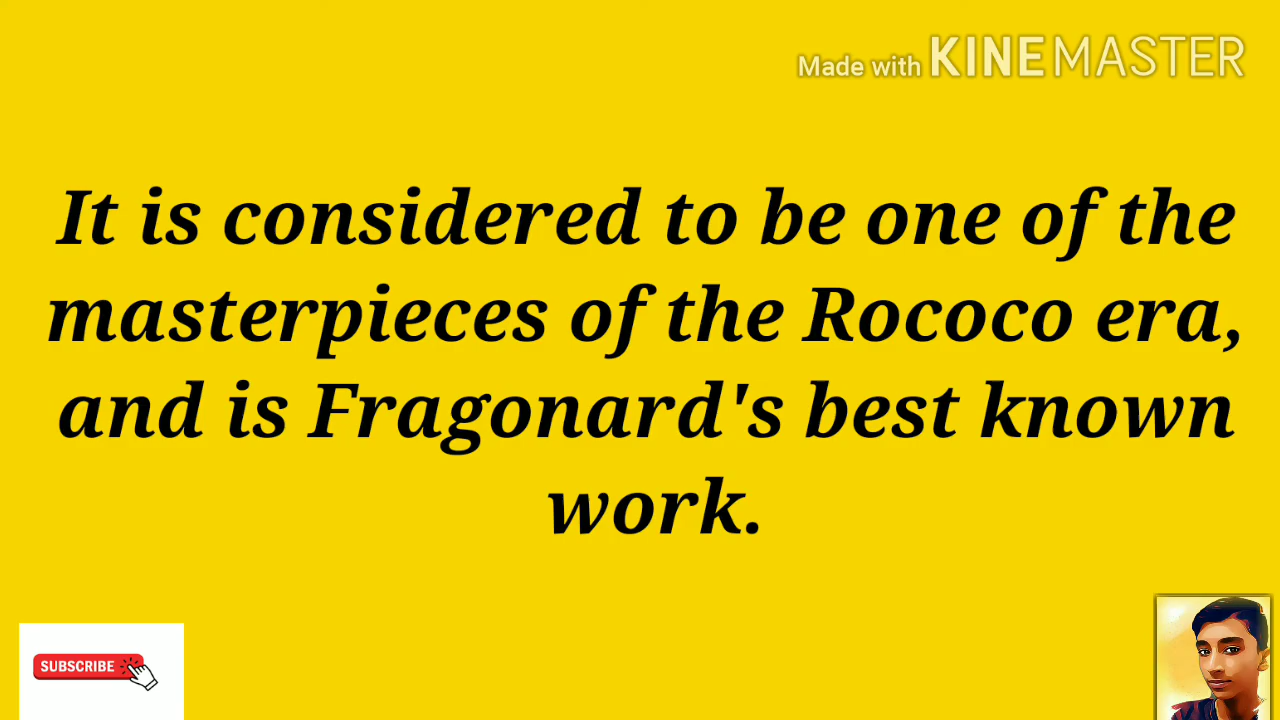 Made with KINEMASTER
It is considered to be one of the
masterpieces of the Rococo era,
and is Fragonard's best known
work.
SUBSCRIBE